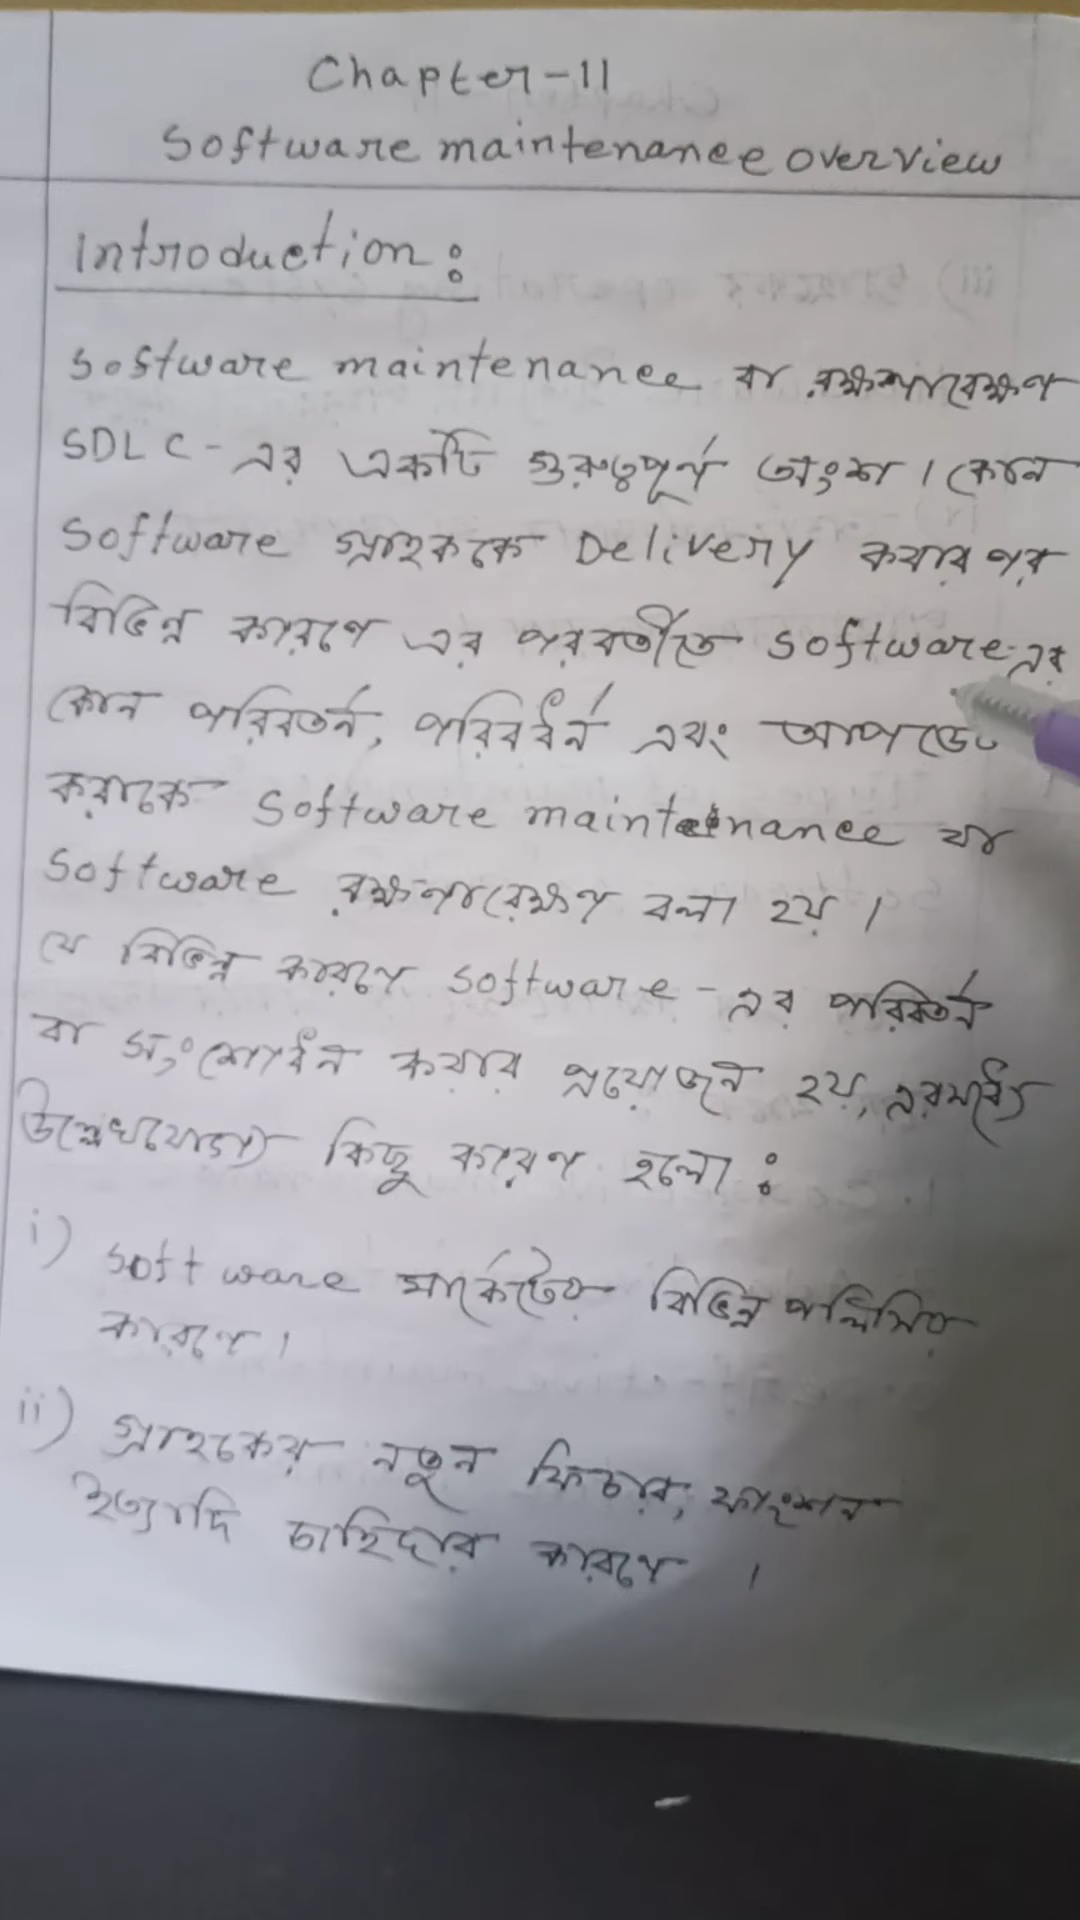 Chapter-11
Software maintenance overview
Introduction:
Software maintenance বা রক্ষণাবেক্ষণ
SDLC-এর একটি গুরুত্বপূর্ণ অংশ। কোন
Software গ্রাহককে Delivery করার পর
বিভিন্ন কারণে এর পরবর্তীতে software-এর
কোন পরিবর্তন, পরিবর্ধন এবং আপডেট
করাকে Software maintenance বা
Software রক্ষণাবেক্ষণ বলা হয়।
যে বিভিন্ন কারণে software-এর পরিবর্তন
বা সংশোধন করার প্রয়োজন হয়, এরমধ্যে
উল্লেখযোগ্য কিছু কারণ হলো:
i) Software মার্কেটের বিভিন্ন পলিসির
কারণে।
ii) গ্রাহকের নতুন ফিচার, ফাংশন
ইত্যাদি চাহিদার কারণে ।